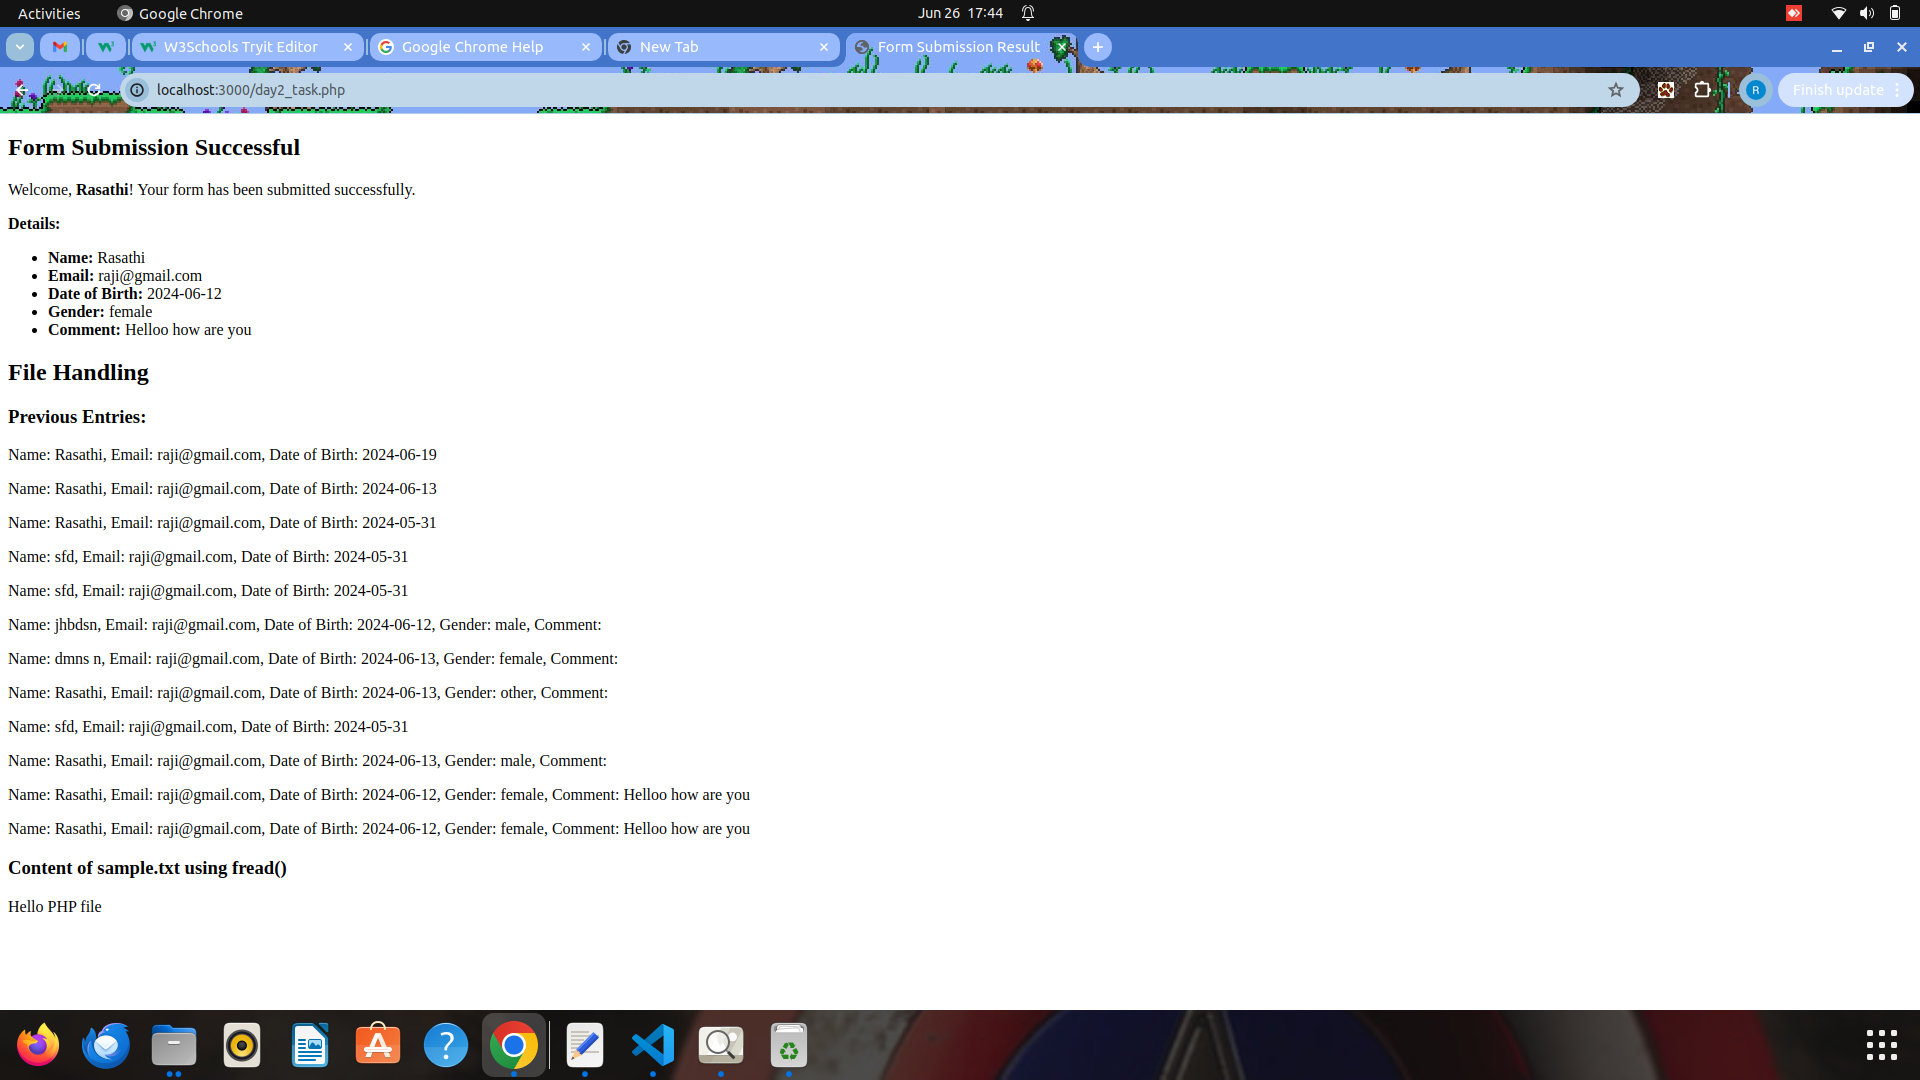 Activities Google Chrome Jun 26 17:44
W3Schools Tryit Editor Google Chrome Help New Tab Form Submission Result
localhost:3000/day2_task.php R Finish update
Form Submission Successful
Welcome, Rasathi! Your form has been submitted successfully.
Details:
Name: Rasathi
Email: raji@gmail.com
Date of Birth: 2024-06-12
Gender: female
Comment: Helloo how are you
File Handling
Previous Entries:
Name: Rasathi, Email: raji@gmail.com, Date of Birth: 2024-06-19
Name: Rasathi, Email: raji@gmail.com, Date of Birth: 2024-06-13
Name: Rasathi, Email: raji@gmail.com, Date of Birth: 2024-05-31
Name: sfd, Email: raji@gmail.com, Date of Birth: 2024-05-31
Name: sfd, Email: raji@gmail.com, Date of Birth: 2024-05-31
Name: jhbdsn, Email: raji@gmail.com, Date of Birth: 2024-06-12, Gender: male, Comment:
Name: dmns n, Email: raji@gmail.com, Date of Birth: 2024-06-13, Gender: female, Comment:
Name: Rasathi, Email: raji@gmail.com, Date of Birth: 2024-06-13, Gender: other, Comment:
Name: sfd, Email: raji@gmail.com, Date of Birth: 2024-05-31
Name: Rasathi, Email: raji@gmail.com, Date of Birth: 2024-06-13, Gender: male, Comment:
Name: Rasathi, Email: raji@gmail.com, Date of Birth: 2024-06-12, Gender: female, Comment: Helloo how are you
Name: Rasathi, Email: raji@gmail.com, Date of Birth: 2024-06-12, Gender: female, Comment: Helloo how are you
Content of sample.txt using fread()
Hello PHP file